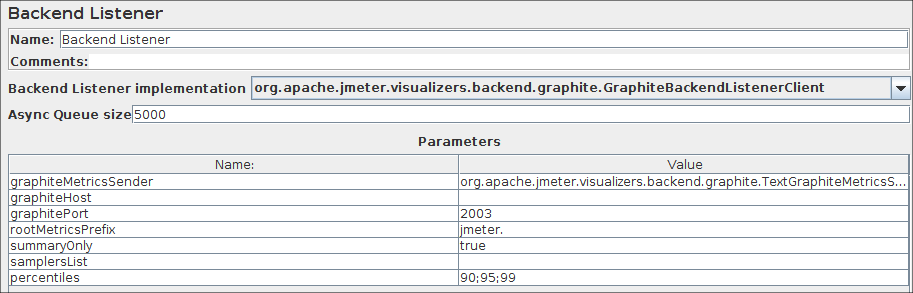 Backend Listener
Name: Backend Listener
Comments:
Backend Listener implementation org.apache.jmeter.visualizers.backend.graphite.GraphiteBackendListenerClient
Async Queue size 5000
Parameters
Name: Value
graphiteMetricsSender org.apache.jmeter.visualizers.backend.graphite.TextGraphiteMetricsS...
graphiteHost
graphitePort 2003
rootMetricsPrefix jmeter.
summaryOnly true
samplersList
percentiles 90;95;99